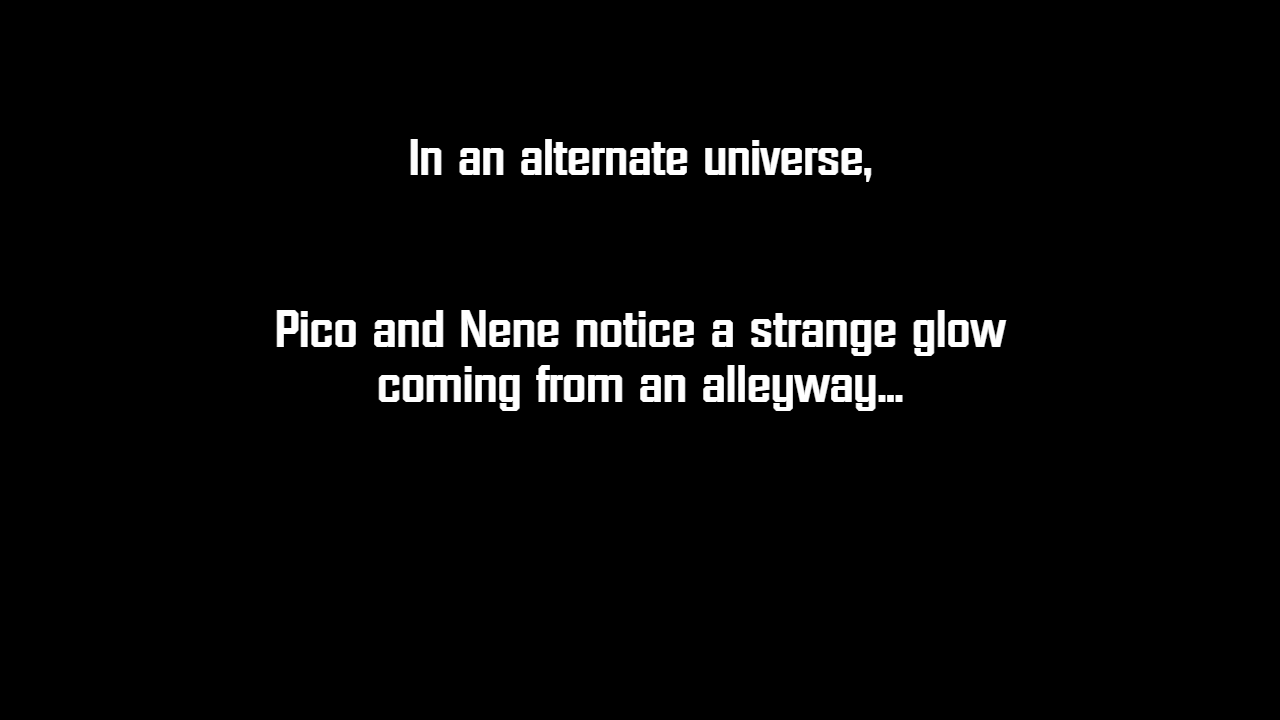 In an alternate universe,
Pico and Nene notice a strange glow
coming from an alleyway...